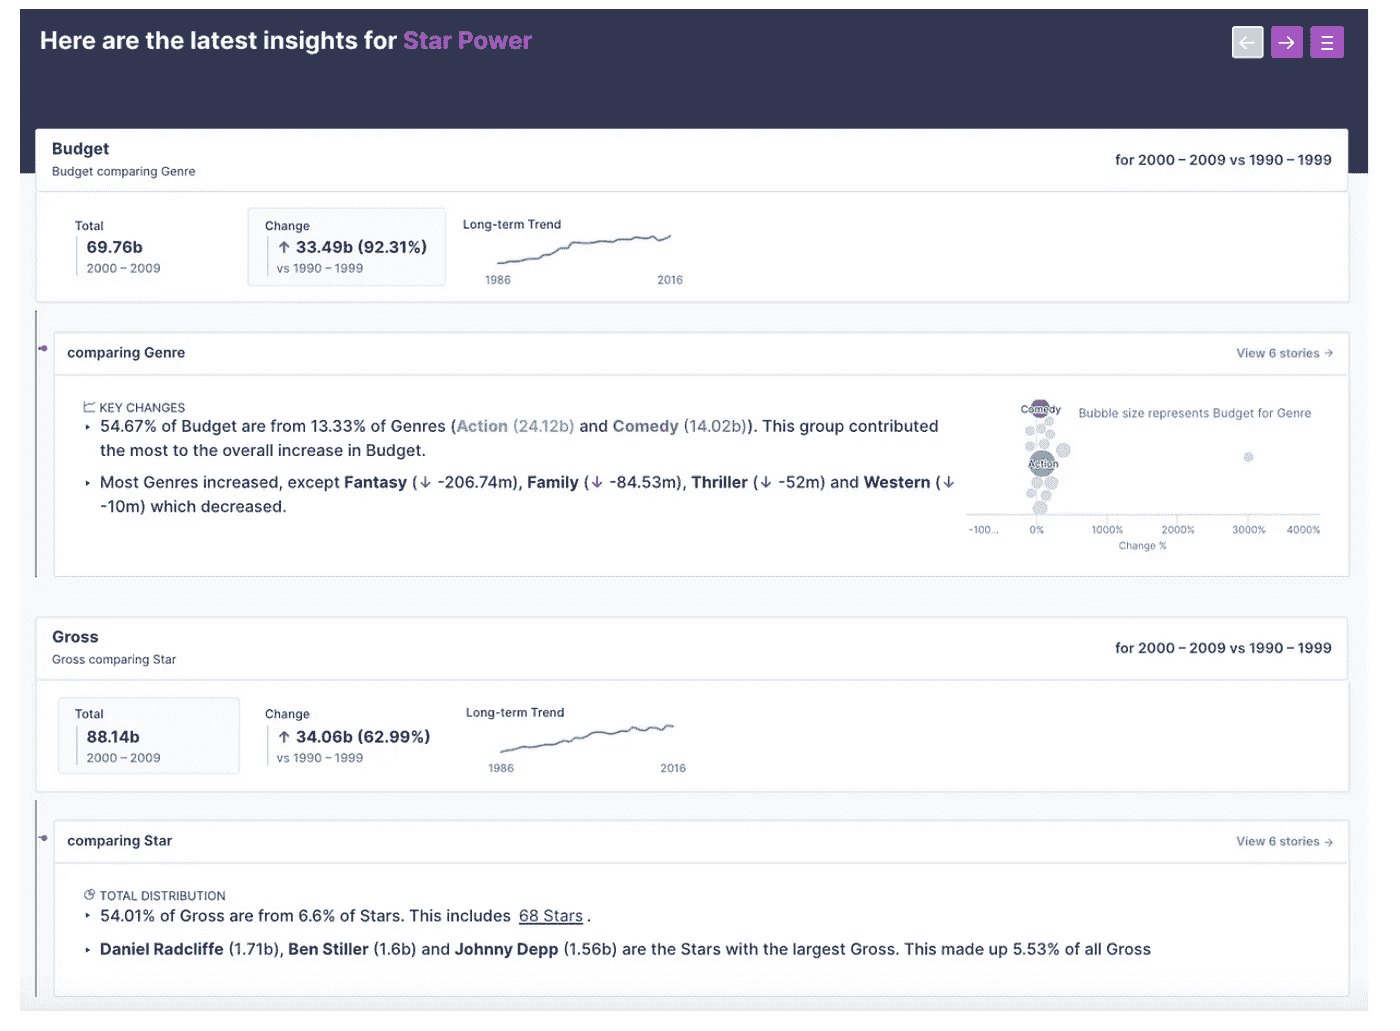 Here are the latest insights for Star Power
Budget
Budget comparing Genre
for 2000 – 2009 vs 1990 – 1999
Total
69.76b
2000 – 2009
Change
↑ 33.49b (92.31%)
vs 1990 – 1999
Long-term Trend
1986
2016
comparing Genre
View 6 stories →
KEY CHANGES
‣ 54.67% of Budget are from 13.33% of Genres (Action (24.12b) and Comedy (14.02b)). This group contributed
the most to the overall increase in Budget.
‣ Most Genres increased, except Fantasy (↓ -206.74m), Family (↓ -84.53m), Thriller (↓ -52m) and Western (↓
-10m) which decreased.
Comedy
Bubble size represents Budget for Genre
Action
-100... 0% 1000% 2000% 3000% 4000%
Change %
Gross
Gross comparing Star
for 2000 – 2009 vs 1990 – 1999
Total
88.14b
2000 – 2009
Change
↑ 34.06b (62.99%)
vs 1990 – 1999
Long-term Trend
1986
2016
comparing Star
View 6 stories →
TOTAL DISTRIBUTION
‣ 54.01% of Gross are from 6.6% of Stars. This includes 68 Stars .
‣ Daniel Radcliffe (1.71b), Ben Stiller (1.6b) and Johnny Depp (1.56b) are the Stars with the largest Gross. This made up 5.53% of all Gross